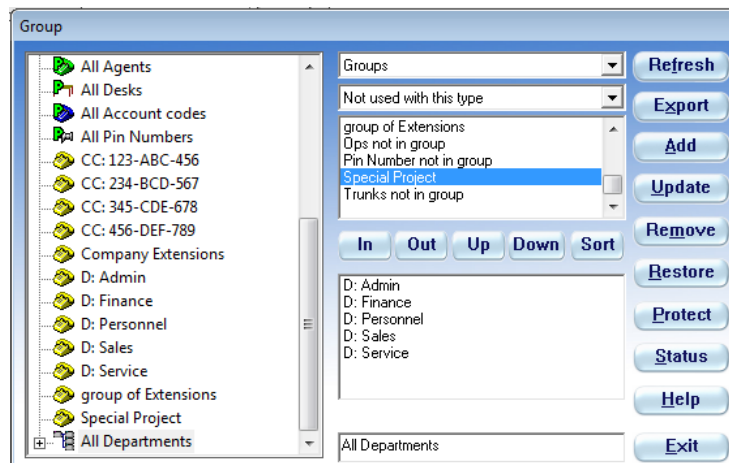 Group
All Agents
All Desks
All Account codes
All Pin Numbers
CC: 123-ABC-456
CC: 234-BCD-567
CC: 345-CDE-678
CC: 456-DEF-789
Company Extensions
D: Admin
D: Finance
D: Personnel
D: Sales
D: Service
group of Extensions
Special Project
All Departments
Groups
Not used with this type
group of Extensions
Ops not in group
Pin Number not in group
Special Project
Trunks not in group
In Out Up Down Sort
D: Admin
D: Finance
D: Personnel
D: Sales
D: Service
All Departments
Refresh
Export
Add
Update
Remove
Restore
Protect
Status
Help
Exit